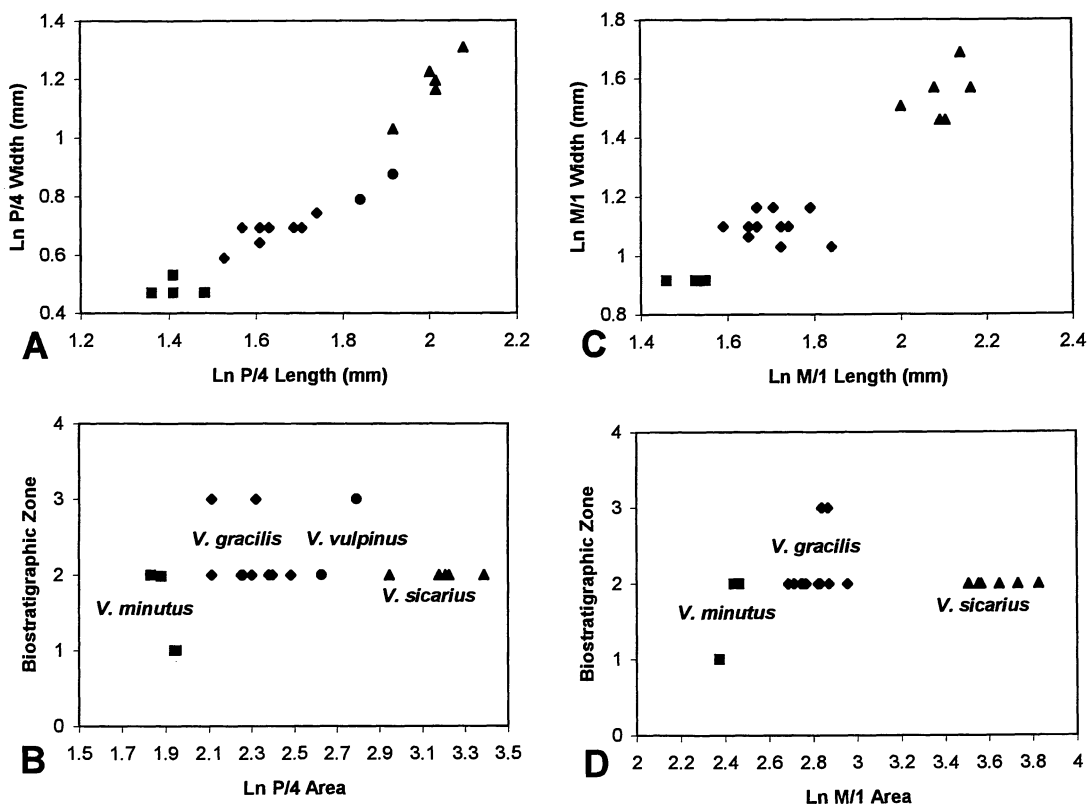 1.4
1.2
1
0.8
0.6
0.4
Ln P/4 Width (mm)
1.2 1.4 1.6 1.8 2 2.2
A
Ln P/4 Length (mm)
1.8
1.6
1.4
1.2
1
0.8
Ln M/1 Width (mm)
1.4 1.6 1.8 2 2.2 2.4
C
Ln M/1 Length (mm)
4
3
2
1
0
Biostratigraphic Zone
V. gracilis V. vulpinus
V. minutus
V. sicarius
1.5 1.7 1.9 2.1 2.3 2.5 2.7 2.9 3.1 3.3 3.5
B
Ln P/4 Area
4
3
2
1
0
Biostratigraphic Zone
V. gracilis
V. minutus
V. sicarius
2 2.2 2.4 2.6 2.8 3 3.2 3.4 3.6 3.8 4
D
Ln M/1 Area